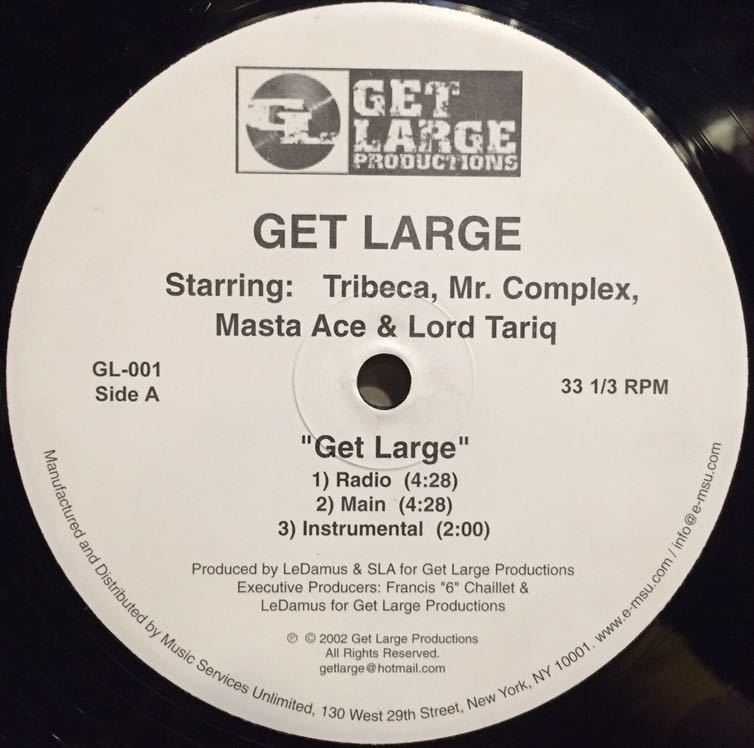 GL
GET
LARGE
PRODUCTIONS
GET LARGE
Starring: Tribeca, Mr. Complex,
Masta Ace & Lord Tariq
GL-001
Side A
33 1/3 RPM
"Get Large"
1) Radio (4:28)
2) Main (4:28)
3) Instrumental (2:00)
Produced by LeDamus & SLA for Get Large Productions
Executive Producers: Francis "6" Chaillet &
LeDamus for Get Large Productions
℗ © 2002 Get Large Productions
All Rights Reserved.
getlarge@hotmail.com
Manufactured and Distributed by Music Services Unlimited, 130 West 29th Street, New York, NY 10001. www.e-msu.com / info@e-msu.com